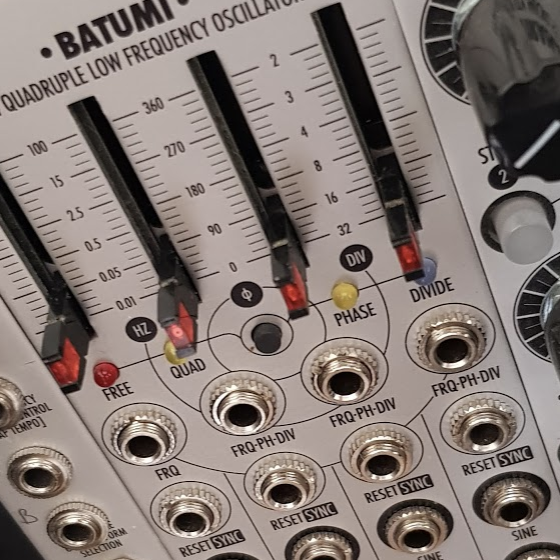 • BATUMI •
QUADRUPLE LOW FREQUENCY OSCILLATOR
100
15
2.5
0.5
0.05
0.01
360
270
180
90
0
2
3
4
8
16
32
2
HZ
Φ
DIV
FREE
QUAD
PHASE
DIVIDE
FRQ
FRQ-PH-DIV
FRQ-PH-DIV
FRQ-PH-DIV
RESET SYNC
RESET SYNC
RESET SYNC
RESET SYNC
SINE
SELECTION
B